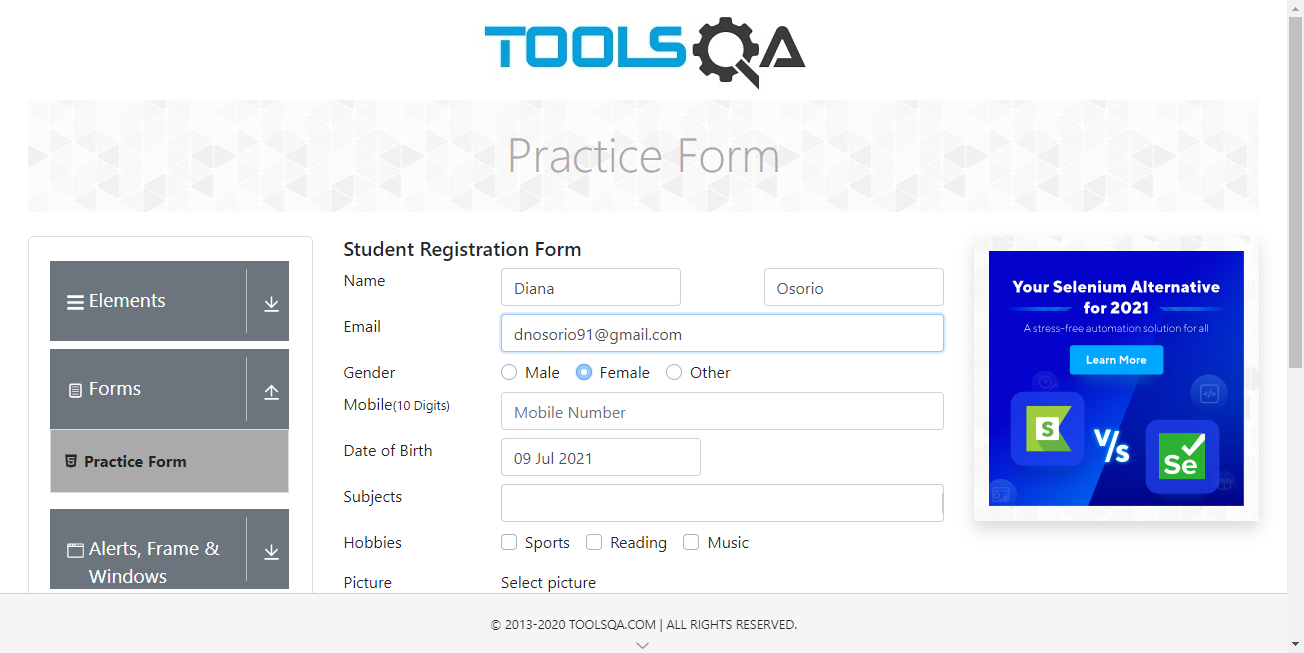 TOOLSQA
Practice Form
Elements
Forms
Practice Form
Alerts, Frame &
Windows
Student Registration Form
Name Diana Osorio
Email dnosorio91@gmail.com
Gender Male Female Other
Mobile(10 Digits) Mobile Number
Date of Birth 09 Jul 2021
Subjects
Hobbies Sports Reading Music
Picture Select picture
Your Selenium Alternative
for 2021
A stress-free automation solution for all
Learn More
S
V/s
Se
© 2013-2020 TOOLSQA.COM | ALL RIGHTS RESERVED.